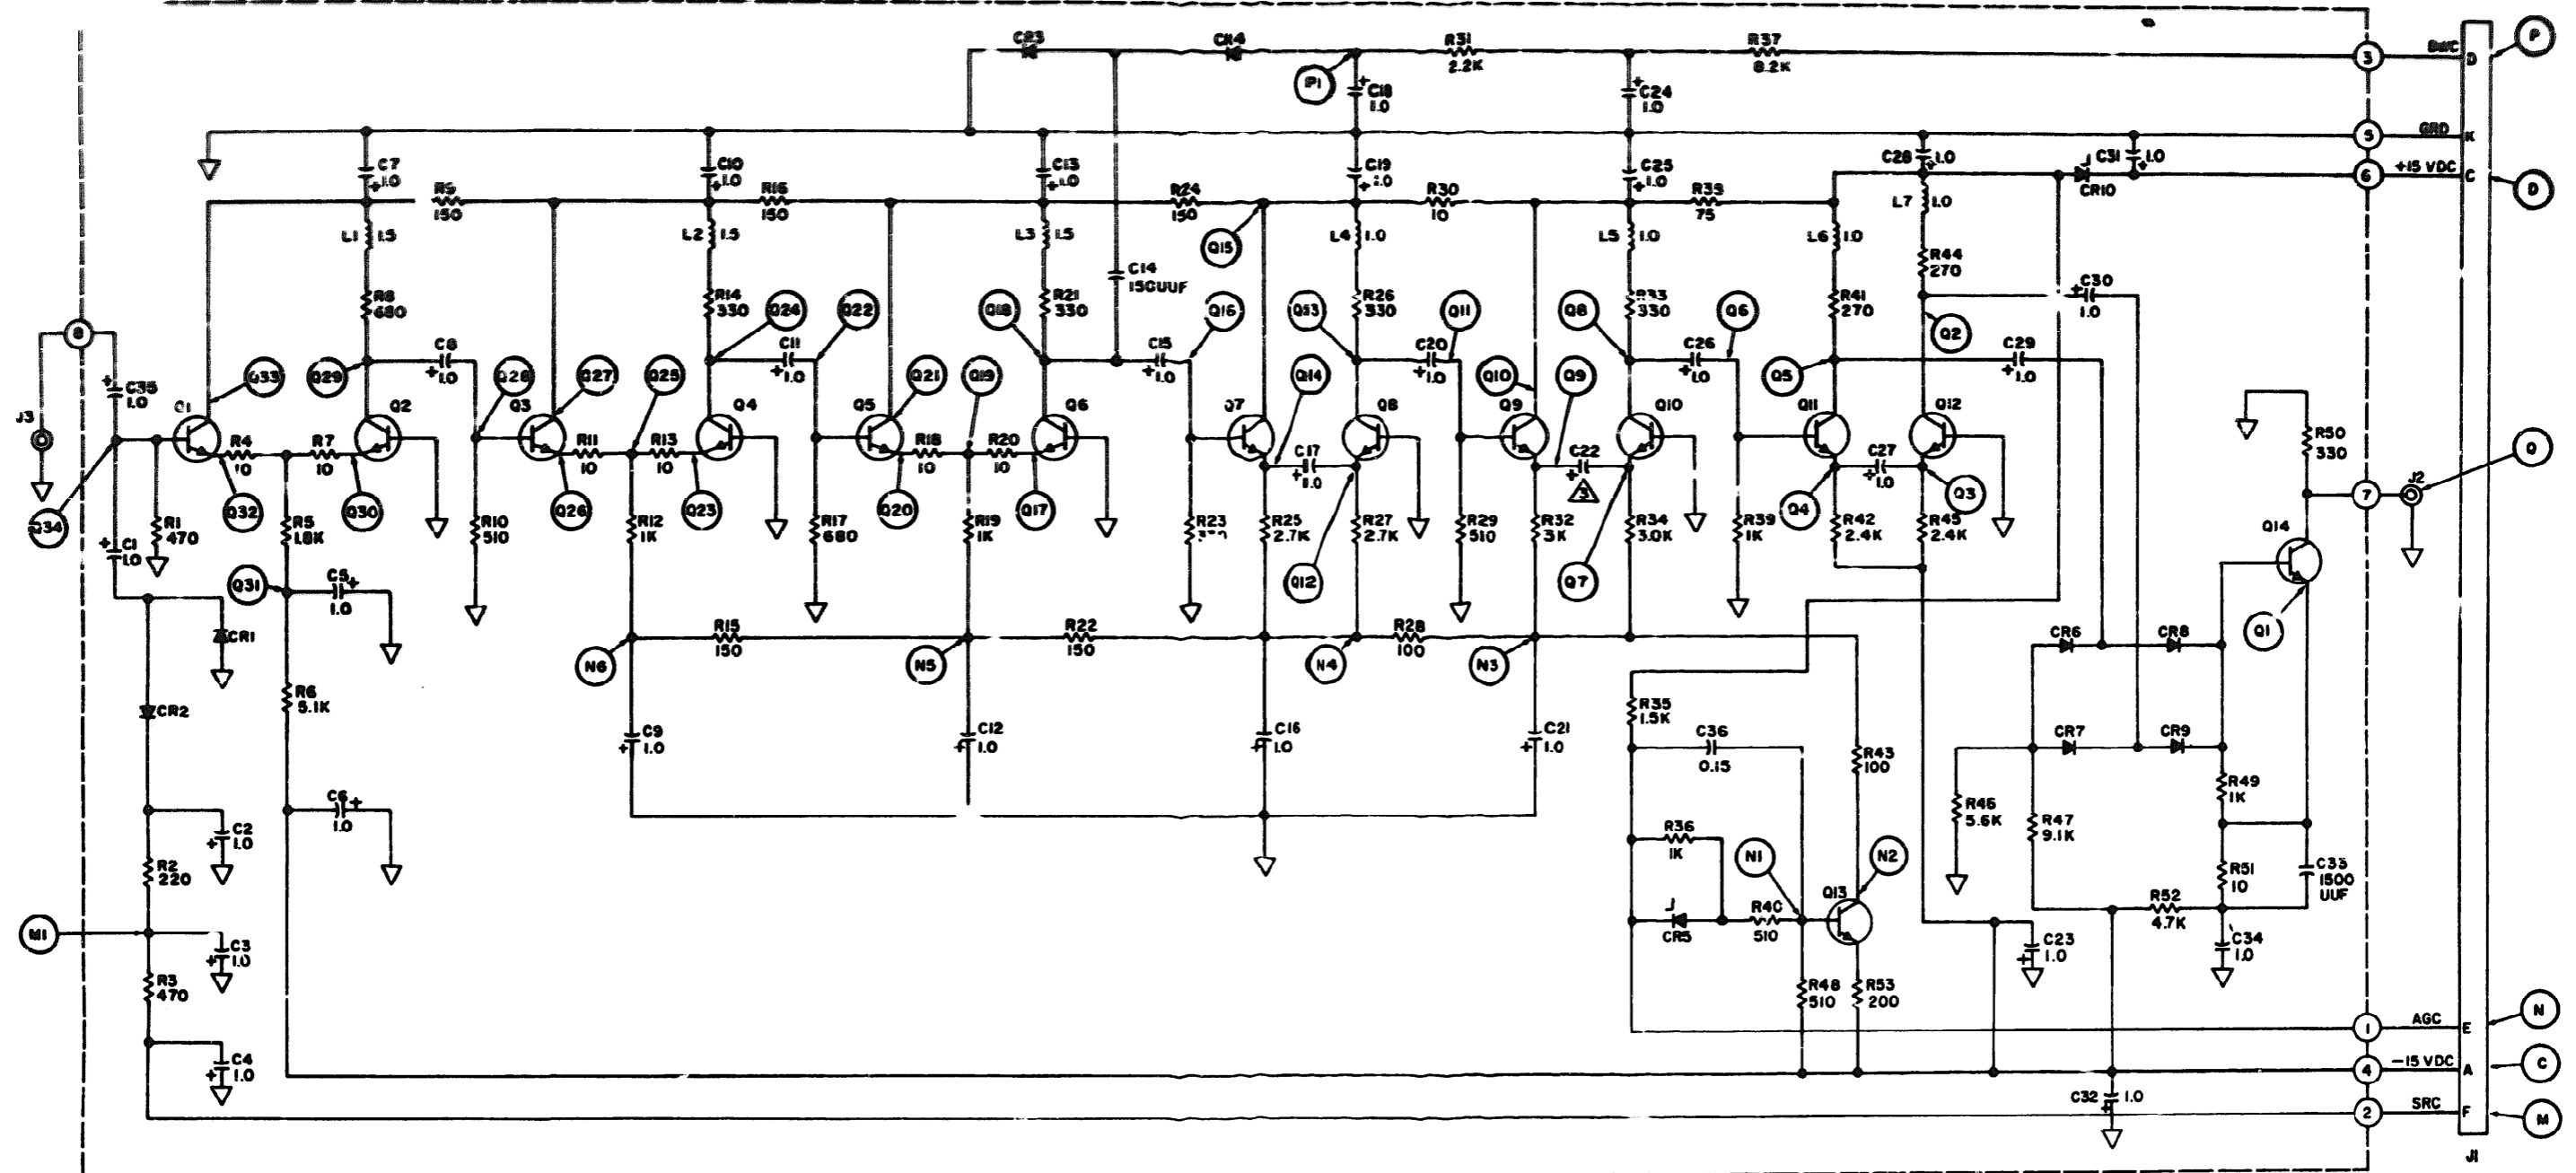 CR3 CR4 R31 2.2K R37 8.2K 3 BWC D P
P1 C18 1.0 C24 1.0
5 GRD K
C7 1.0 C10 1.0 C13 1.0 C19 1.0 C25 1.0 C28 1.0 C31 1.0 CR10 6 +15 VDC C D
R9 150 R16 150 R24 150 R30 10 R39 75
L1 1.5 L2 1.5 L3 1.5 Q15 L4 1.0 L5 1.0 L6 1.0 L7 1.0
C14 150UUF R44 270 C30 1.0
R8 680 R14 330 Q24 Q22 Q18 R21 330 Q16 Q13 R26 330 Q11 Q8 R33 330 Q6 R41 270 Q2
8 C8 1.0 C11 1.0 C15 1.0 C20 1.0 C26 1.0 C29 1.0
J3 C35 1.0 Q33 Q29 Q28 Q27 Q25 Q21 Q19 Q14 Q10 Q9 Q5
Q1 Q2 Q3 Q4 Q5 Q6 Q7 Q8 Q9 Q10 Q11 Q12
R4 10 R7 10 R11 10 R13 10 R18 10 R20 10 C17 1.0 C22 3 C27 1.0
R50 330 7 J2 Q
Q34 Q32 Q30 Q26 Q23 Q20 Q17 Q4 Q3
C1 1.0 R1 470 R5 1.8K R10 510 R12 1K R17 680 R19 1K R23 R25 2.7K R27 2.7K R29 510 R32 3K R34 3.0K R39 1K R42 2.4K R45 2.4K Q14
Q31 C5 1.0 Q12 Q7
CR1 R15 150 R22 150 R28 100 CR6 CR8 Q1
N6 N5 N4 N3
CR2 R6 5.1K R35 1.5K
C9 1.0 C12 1.0 C16 1.0 C21 1.0 C36 0.15 R43 100 CR7 CR9
C2 1.0 C6 1.0 R46 5.6K R47 9.1K R49 1K
R2 220 R36 1K N1 N2 R51 10 C33 1500 UUF
M1 C3 1.0 CR5 R40 510 Q13 R52 4.7K C23 1.0 C34 1.0
R3 470 R48 510 R53 200
1 AGC E N
C4 1.0 4 -15 VDC A C
C32 1.0 2 SRC F M
J1